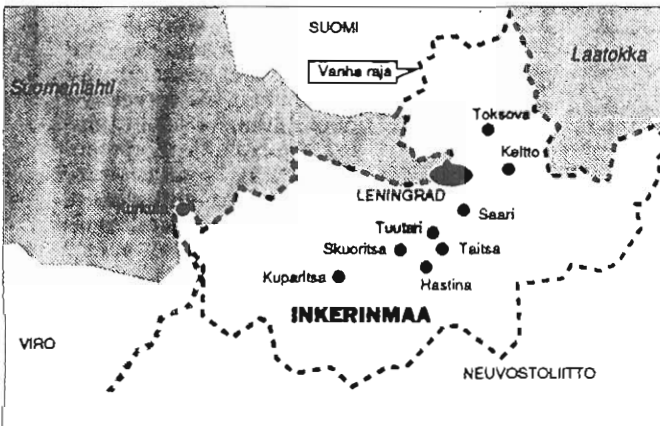 SUOMI
Vanha raja
Laatokka
Suomenlahti
Toksova
Keltto
LENINGRAD
Saari
Tuutari
Skuoritsa
Taitsa
Kuparitsa
Hastina
INKERINMAA
VIRO
NEUVOSTOLIITTO